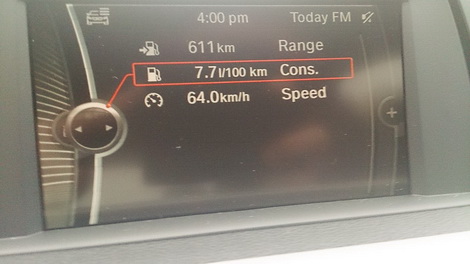 4:00 pm Today FM
611 km Range
7.7 l/100 km Cons.
64.0 km/h Speed
+